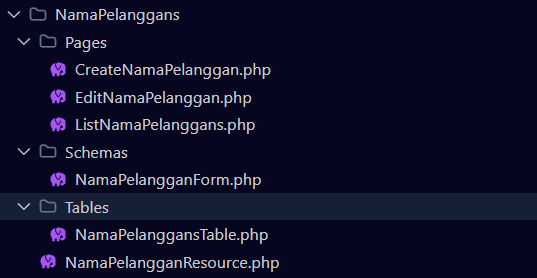 NamaPelanggans
Pages
CreateNamaPelanggan.php
EditNamaPelanggan.php
ListNamaPelanggans.php
Schemas
NamaPelangganForm.php
Tables
NamaPelanggansTable.php
NamaPelangganResource.php